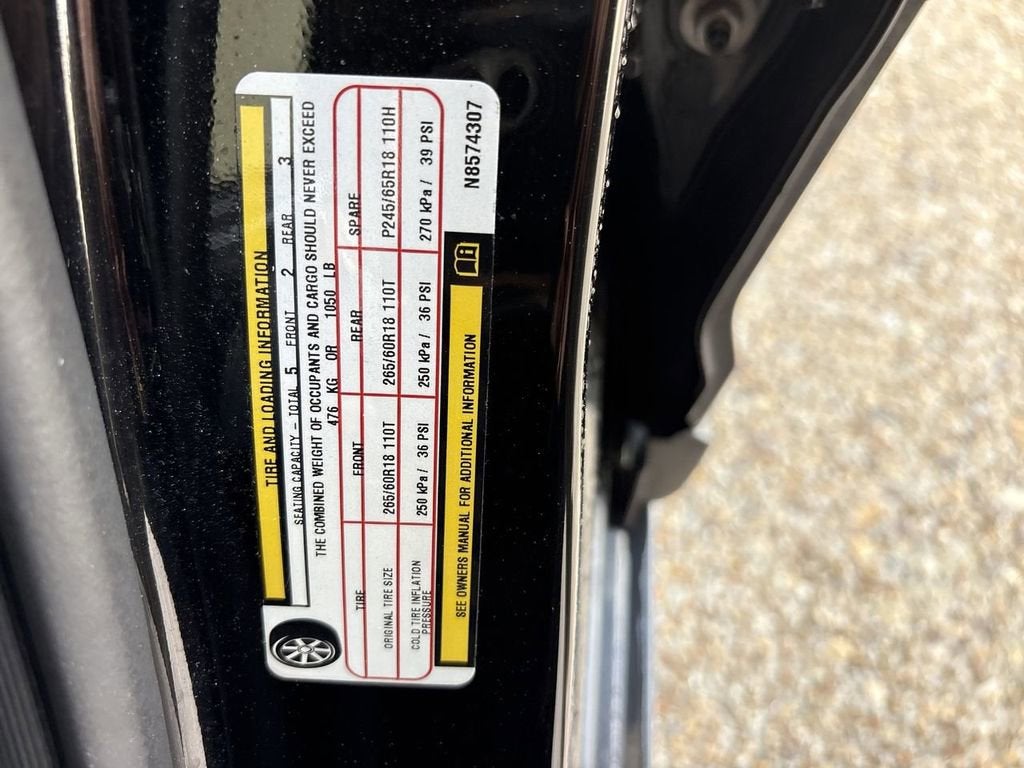 TIRE AND LOADING INFORMATION
SEATING CAPACITY – TOTAL 5 FRONT 2 REAR 3
THE COMBINED WEIGHT OF OCCUPANTS AND CARGO SHOULD NEVER EXCEED
476 KG OR 1050 LB
TIRE FRONT REAR SPARE
ORIGINAL TIRE SIZE 265/60R18 110T 265/60R18 110T P245/65R18 110H
COLD TIRE INFLATION PRESSURE 250 kPa / 36 PSI 250 kPa / 36 PSI 270 kPa / 39 PSI
SEE OWNERS MANUAL FOR ADDITIONAL INFORMATION
N8574307